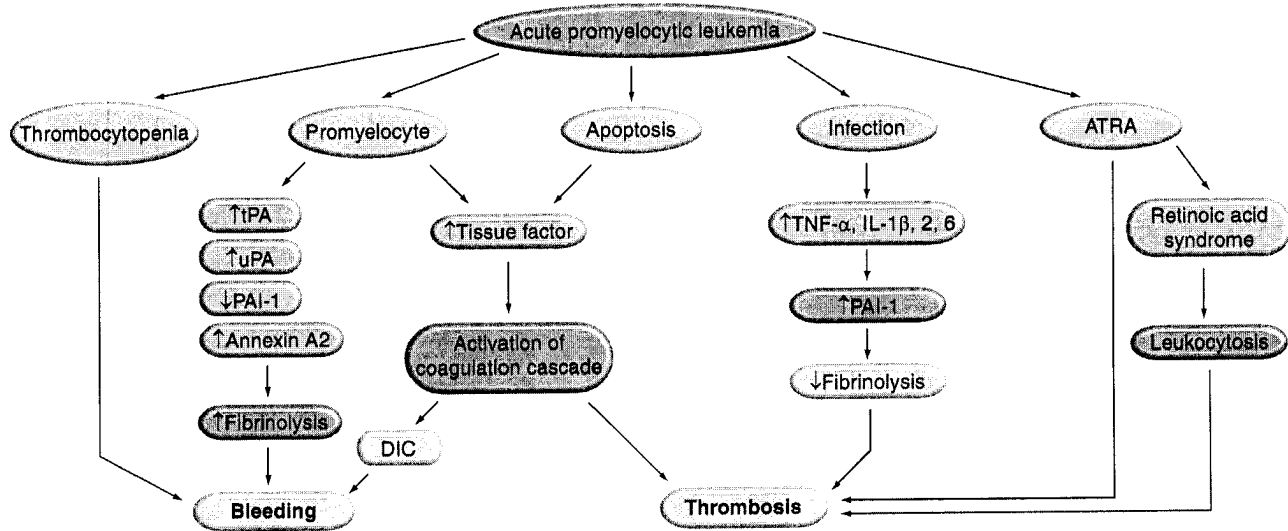 Acute promyelocytic leukemia
Thrombocytopenia
Promyelocyte
Apoptosis
Infection
ATRA
↑tPA
↑uPA
↓PAI-1
↑Annexin A2
↑Fibrinolysis
↑Tissue factor
Activation of
coagulation cascade
DIC
↑TNF-α, IL-1β, 2, 6
↑PAI-1
↓Fibrinolysis
Retinoic acid
syndrome
Leukocytosis
Bleeding
Thrombosis